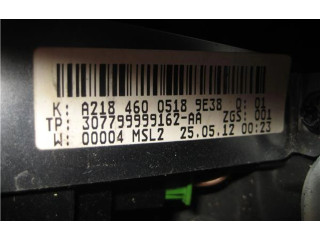 K: A218 460 0518 9E38 Q: 01
TP: 307799999162-AA ZGS: 001
W: 00004 MSL2 25.05.12 00:23